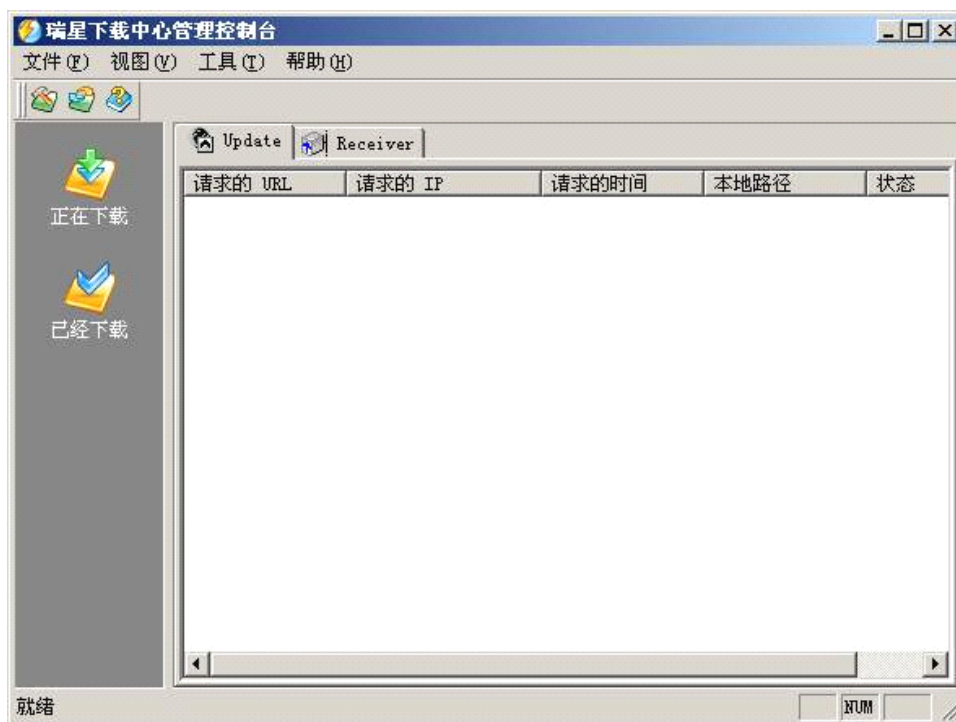 瑞星下载中心管理控制台
文件(F) 视图(V) 工具(T) 帮助(H)
Update Receiver
请求的 URL 请求的 IP 请求的时间 本地路径 状态
正在下载
已经下载
就绪 NUM